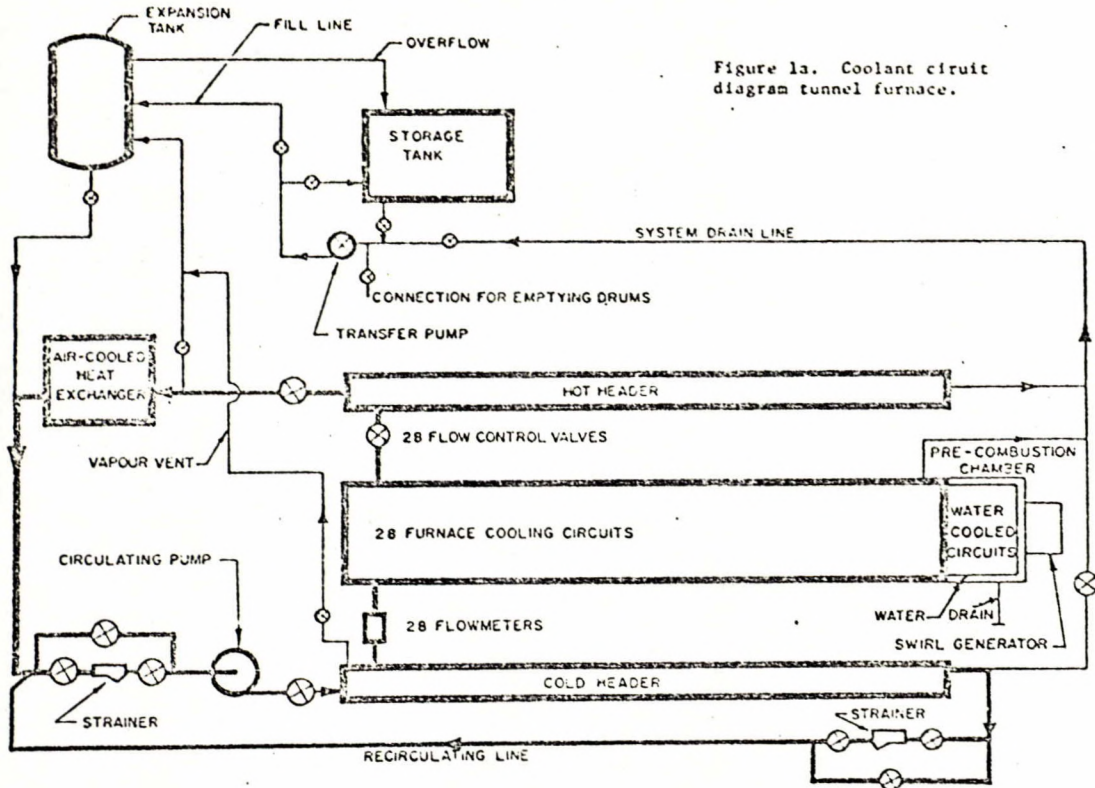 EXPANSION
TANK
FILL LINE
OVERFLOW
Figure 1a. Coolant ciruit
diagram tunnel furnace.
STORAGE
TANK
SYSTEM DRAIN LINE
CONNECTION FOR EMPTYING DRUMS
TRANSFER PUMP
AIR-COOLED
HEAT
EXCHANGER
HOT HEADER
28 FLOW CONTROL VALVES
VAPOUR VENT
PRE-COMBUSTION
CHAMBER
28 FURNACE COOLING CIRCUITS
WATER
COOLED
CIRCUITS
CIRCULATING PUMP
WATER DRAIN
28 FLOWMETERS
SWIRL GENERATOR
COLD HEADER
STRAINER
STRAINER
RECIRCULATING LINE